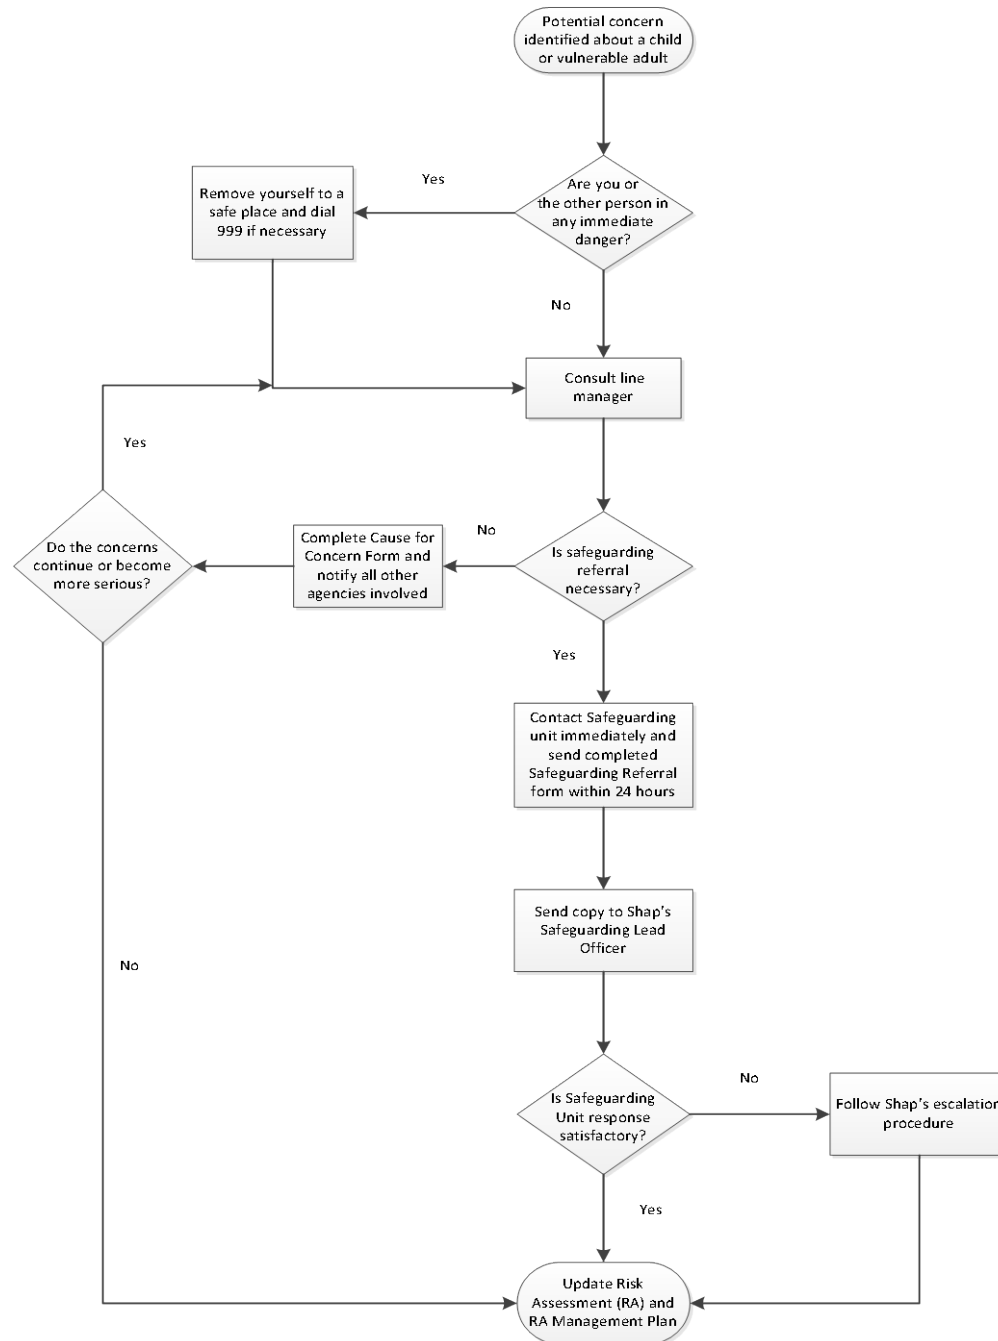 Potential concern
identified about a child
or vulnerable adult
Are you or
the other person in
any immediate
danger?
Yes
Remove yourself to a
safe place and dial
999 if necessary
No
Consult line
manager
Yes
Is safeguarding
referral
necessary?
No
Complete Cause for
Concern Form and
notify all other
agencies involved
Do the concerns
continue or become
more serious?
Yes
Contact Safeguarding
unit immediately and
send completed
Safeguarding Referral
form within 24 hours
Send copy to Shap's
Safeguarding Lead
Officer
No
Is Safeguarding
Unit response
satisfactory?
No
Follow Shap's escalation
procedure
Yes
Update Risk
Assessment (RA) and
RA Management Plan